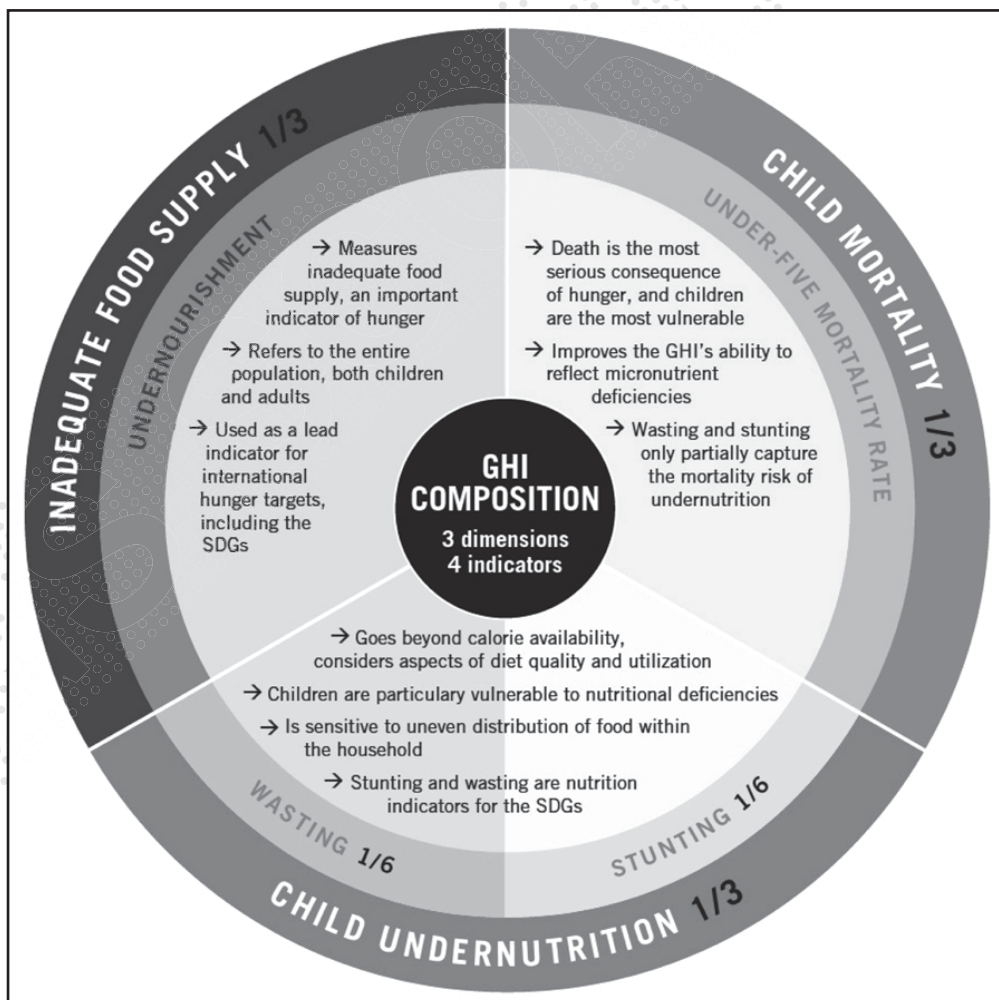 INADEQUATE FOOD SUPPLY 1/3
UNDERNOURISHMENT
→ Measures
inadequate food
supply, an important
indicator of hunger
→ Refers to the entire
population, both children
and adults
→ Used as a lead
indicator for
international
hunger targets,
including the
SDGs
CHILD MORTALITY 1/3
UNDER-FIVE MORTALITY RATE
→ Death is the most
serious consequence
of hunger, and children
are the most vulnerable
→ Improves the GHI's ability to
reflect micronutrient
deficiencies
→ Wasting and stunting
only partially capture
the mortality risk of
undernutrition
GHI
COMPOSITION
3 dimensions
4 indicators
→ Goes beyond calorie availability,
considers aspects of diet quality and utilization
→ Children are particulary vulnerable to nutritional deficiencies
→ Is sensitive to uneven distribution of food within
the household
→ Stunting and wasting are nutrition
indicators for the SDGs
WASTING 1/6
STUNTING 1/6
CHILD UNDERNUTRITION 1/3